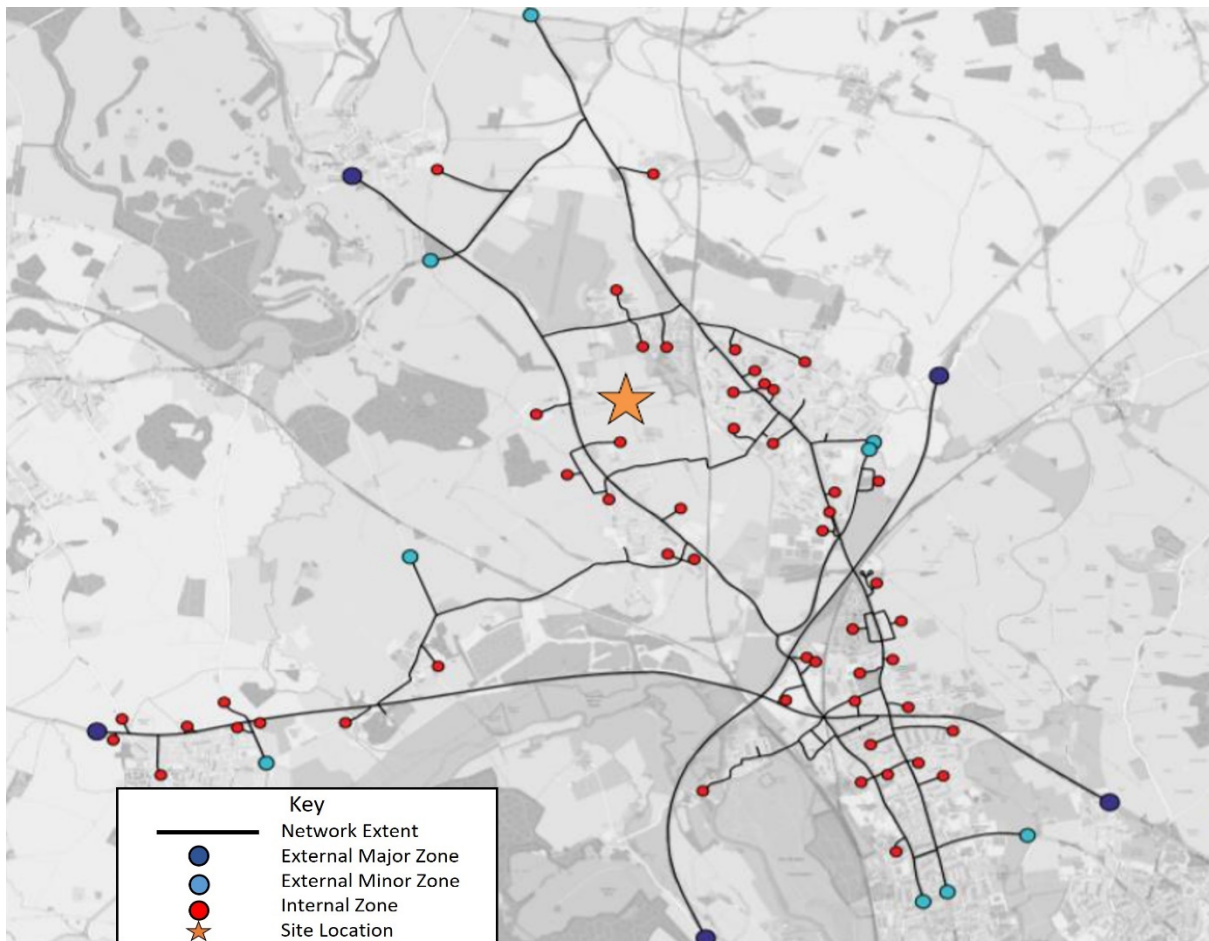 Key
Network Extent
External Major Zone
External Minor Zone
Internal Zone
Site Location